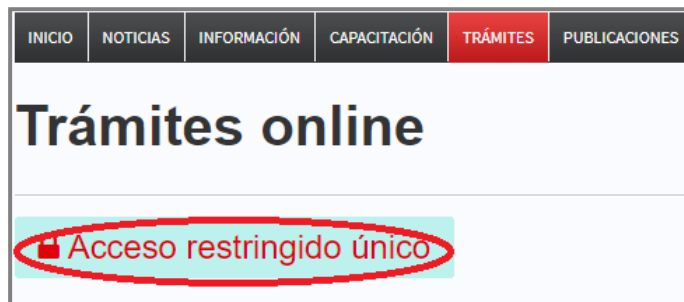 INICIO NOTICIAS INFORMACIÓN CAPACITACIÓN TRÁMITES PUBLICACIONES
Trámites online
Acceso restringido único